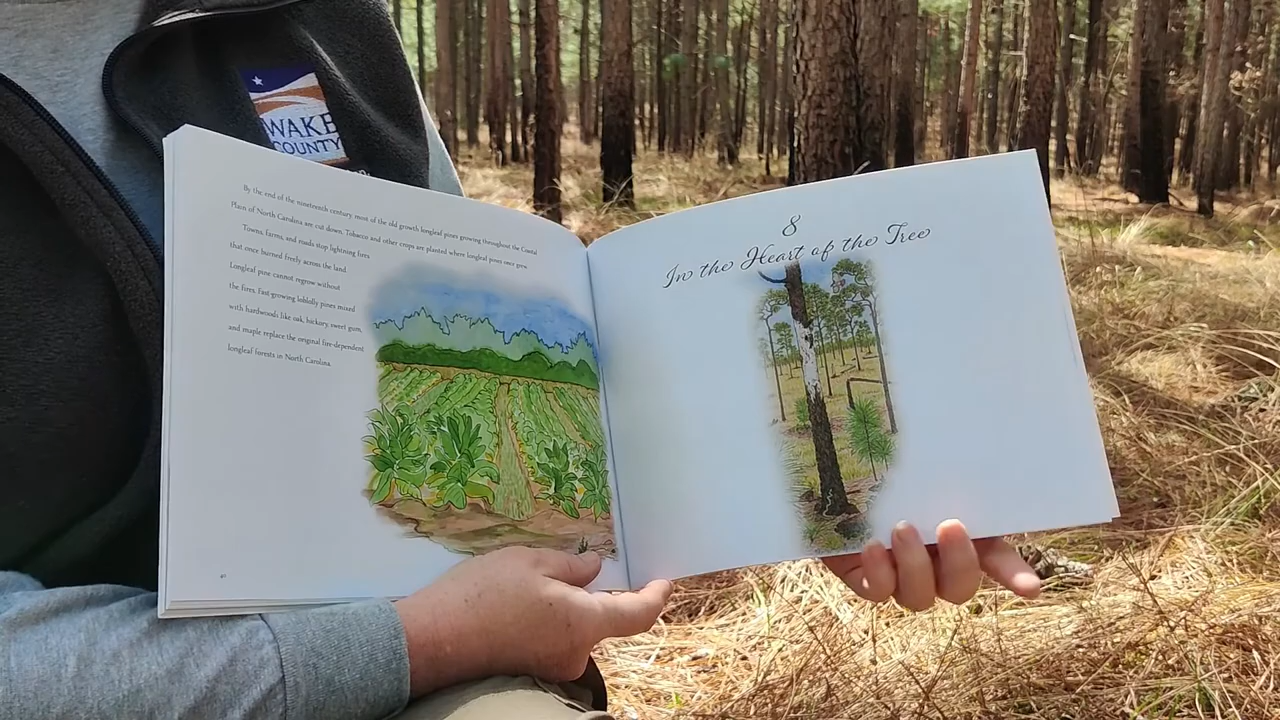 WAKE
COUNTY
By the end of the nineteenth century most of the old growth longleaf pines growing throughout the Coastal
Plain of North Carolina are cut down. Tobacco and other crops are planted where longleaf pines once grew.
Towns, farms, and roads stop lightning fires
that once burned freely across the land.
Longleaf pine cannot regrow without
the fires. Fast-growing loblolly pines mixed
with hardwoods like oak, hickory, sweet gum,
and maple replace the original fire-dependent
longleaf forests in North Carolina.
8
In the Heart of the Tree